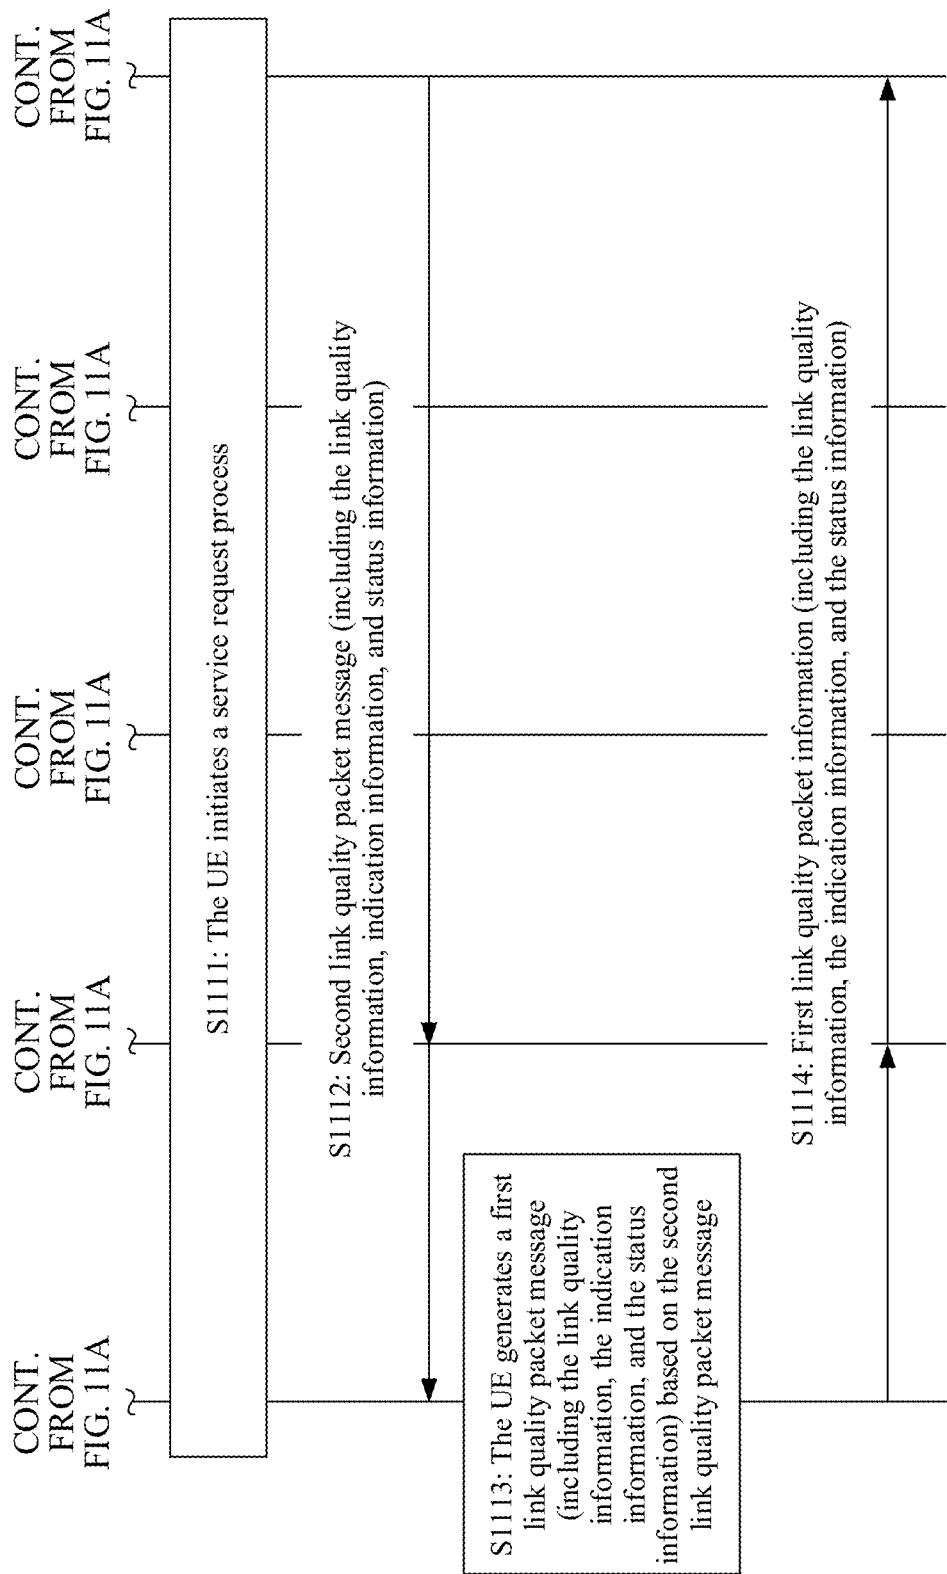 CONT.
FROM
FIG. 11A
CONT.
FROM
FIG. 11A
CONT.
FROM
FIG. 11A
CONT.
FROM
FIG. 11A
CONT.
FROM
FIG. 11A
S1111: The UE initiates a service request process
S1112: Second link quality packet message (including the link quality
information, indication information, and status information)
S1113: The UE generates a first
link quality packet message
(including the link quality
information, the indication
information, and the status
information) based on the second
link quality packet message
S1114: First link quality packet information (including the link quality
information, the indication information, and the status information)